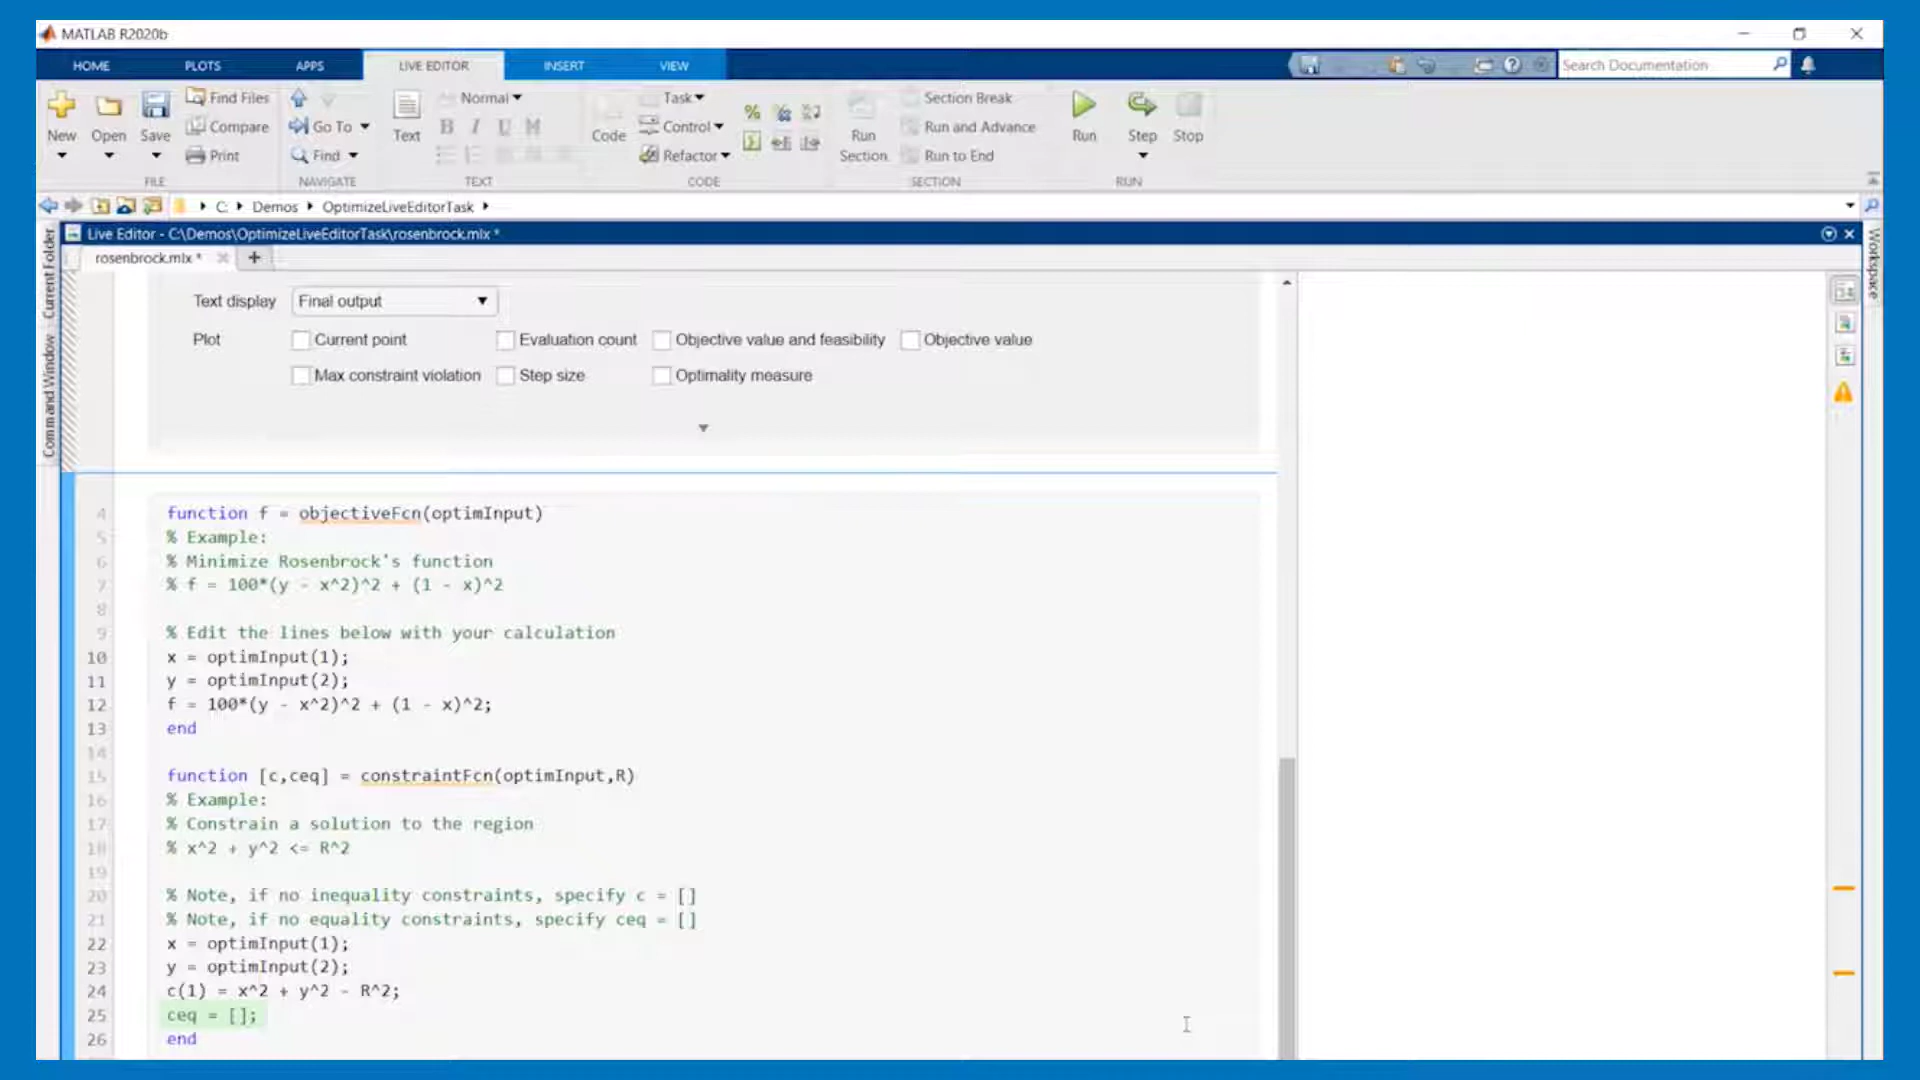 MATLAB R2020b
HOME PLOTS APPS LIVE EDITOR INSERT VIEW
Search Documentation
New Open Save Find Files Compare Print
FILE
Go To Find
NAVIGATE
Text Normal B I U M
TEXT
Code Task Control Refactor
CODE
Run Section Section Break Run and Advance Run to End
SECTION
Run Step Stop
RUN
C: Demos OptimizeLiveEditorTask
Live Editor - C:\Demos\OptimizeLiveEditorTask\rosenbrock.mlx *
rosenbrock.mlx * +
Current Folder
Command Window
Workspace
Text display Final output
Plot Current point Evaluation count Objective value and feasibility Objective value
Max constraint violation Step size Optimality measure
4 function f = objectiveFcn(optimInput)
5 % Example:
6 % Minimize Rosenbrock's function
7 % f = 100*(y - x^2)^2 + (1 - x)^2
8
9 % Edit the lines below with your calculation
10 x = optimInput(1);
11 y = optimInput(2);
12 f = 100*(y - x^2)^2 + (1 - x)^2;
13 end
14
15 function [c,ceq] = constraintFcn(optimInput,R)
16 % Example:
17 % Constrain a solution to the region
18 % x^2 + y^2 <= R^2
19
20 % Note, if no inequality constraints, specify c = []
21 % Note, if no equality constraints, specify ceq = []
22 x = optimInput(1);
23 y = optimInput(2);
24 c(1) = x^2 + y^2 - R^2;
25 ceq = [];
26 end